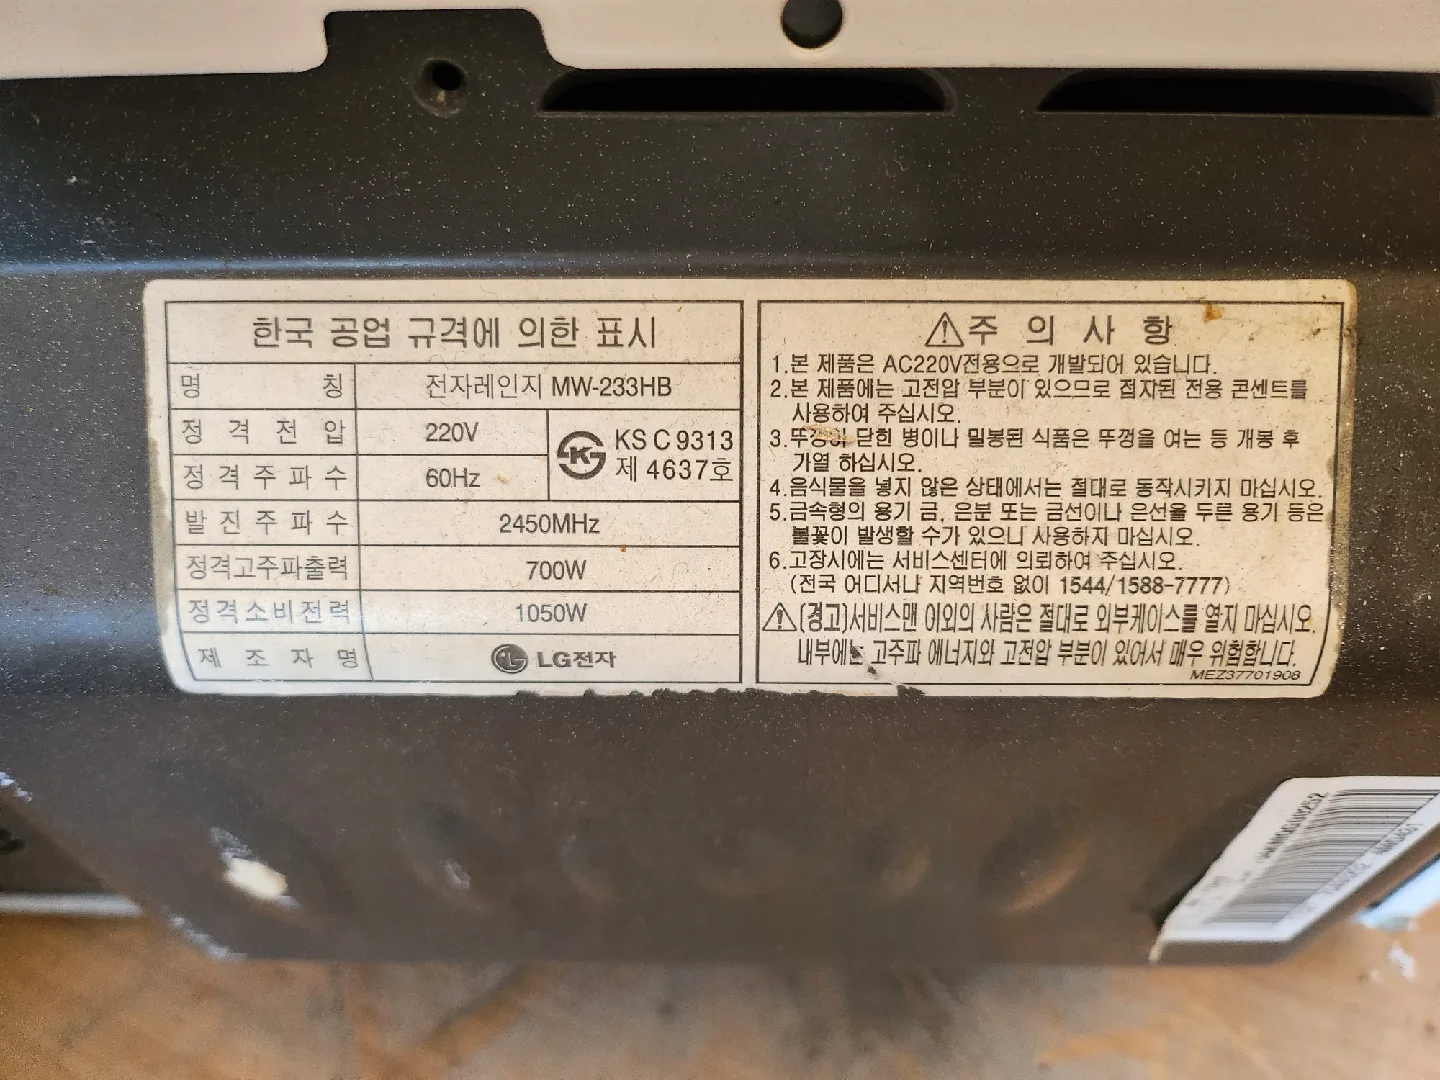 한국 공업 규격에 의한 표시
명 칭 전자레인지 MW-233HB
정 격 전 압 220V
정 격 주 파 수 60Hz
KS C 9313
제 4637호
발 진 주 파 수 2450MHz
정격고주파출력 700W
정격소비전력 1050W
제 조 자 명 LG전자
⚠주 의 사 항
1.본 제품은 AC220V전용으로 개발되어 있습니다.
2.본 제품에는 고전압 부분이 있으므로 접지된 전용 콘센트를
사용하여 주십시오.
3.뚜껑이 닫힌 병이나 밀봉된 식품은 뚜껑을 여는 등 개봉 후
가열 하십시오.
4.음식물을 넣지 않은 상태에서는 절대로 동작시키지 마십시오.
5.금속형의 용기 금, 은분 또는 금선이나 은선을 두른 용기 등은
불꽃이 발생할 수가 있으니 사용하지 마십시오.
6.고장시에는 서비스센터에 의뢰하여 주십시오.
(전국 어디서나 지역번호 없이 1544/1588-7777)
⚠(경고)서비스맨 이외의 사람은 절대로 외부케이스를 열지 마십시오.
내부에는 고주파 에너지와 고전압 부분이 있어서 매우 위험합니다.
MEZ37701908